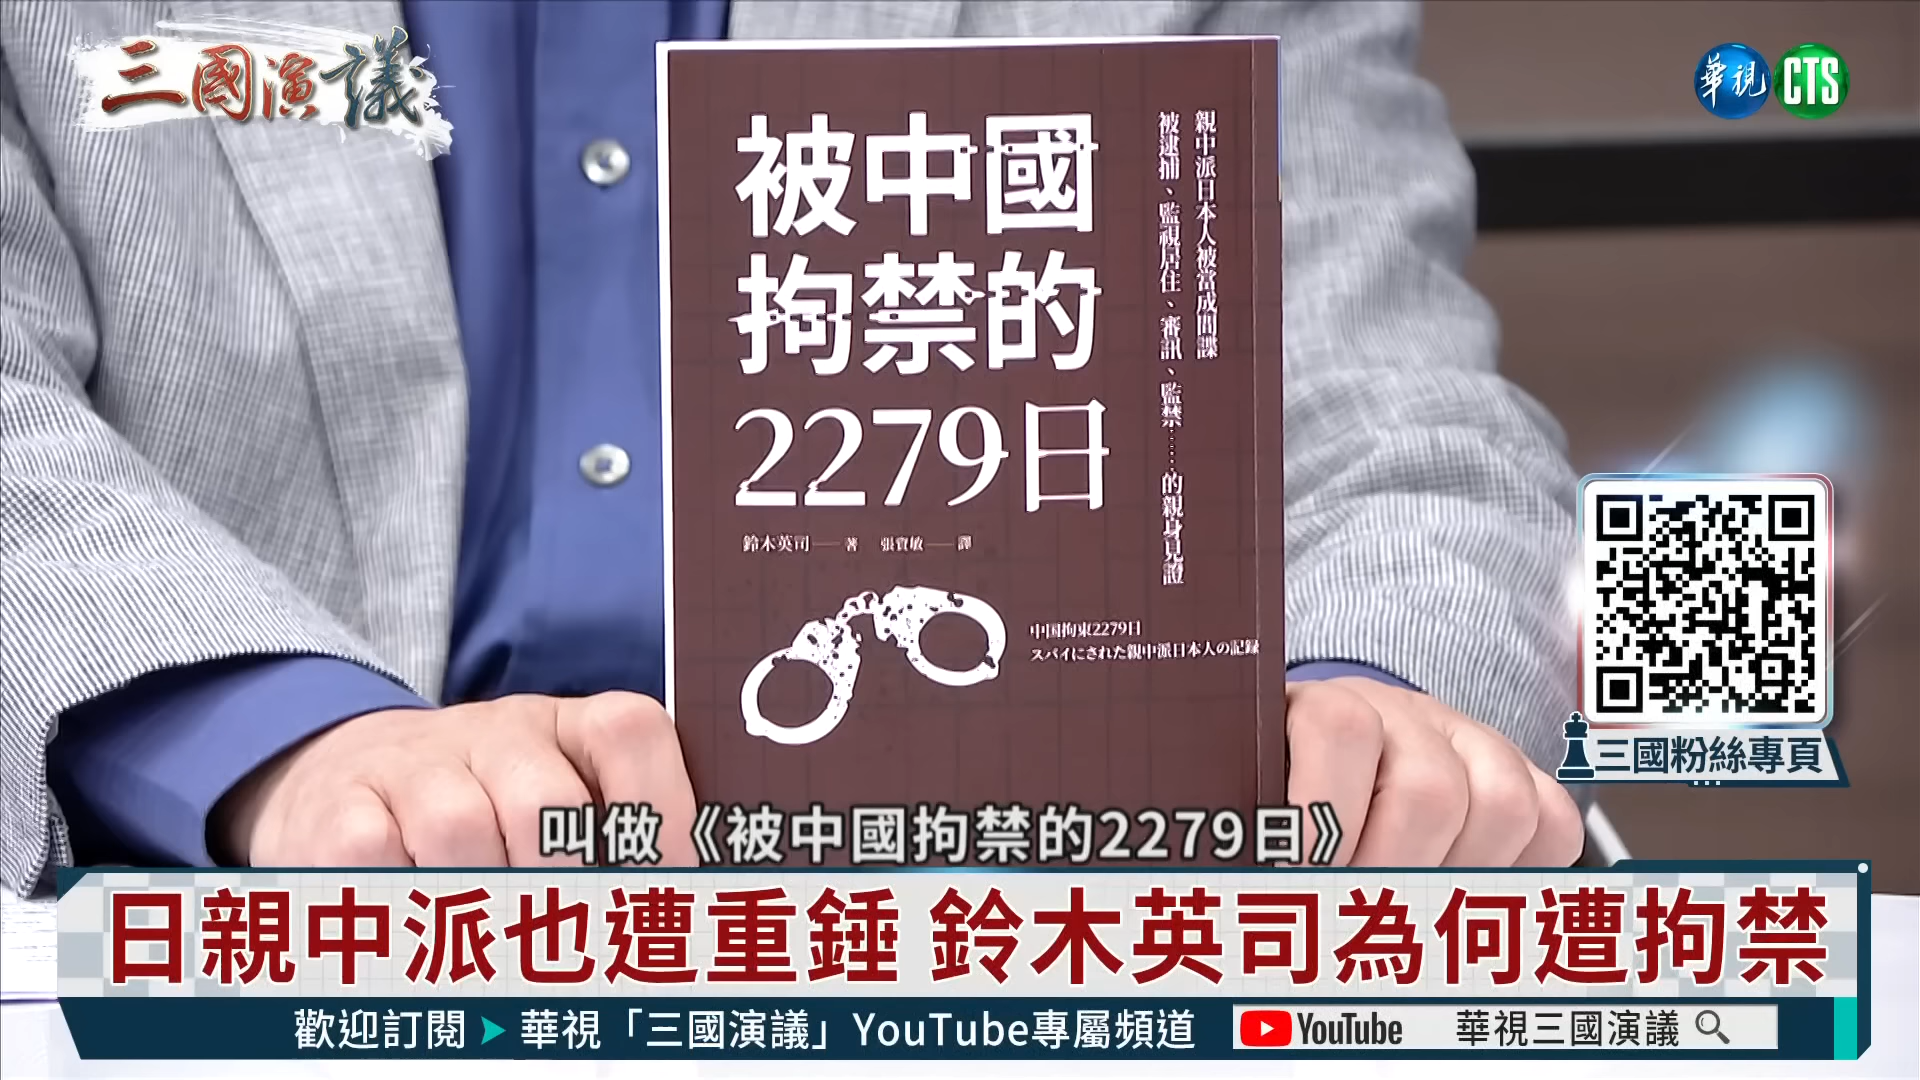 三國演議
華視 CTS
被中國
拘禁的
2279日
親中派日本人被當成間諜
被逮捕、監視居住、審訊、監禁……的親身見證
鈴木英司——著 張資敏——譯
中国拘束2279日
スパイにされた親中派日本人の記録
三國粉絲專頁
叫做《被中國拘禁的2279日》
日親中派也遭重錘 鈴木英司為何遭拘禁
歡迎訂閱 華視「三國演議」YouTube專屬頻道
YouTube 華視三國演議